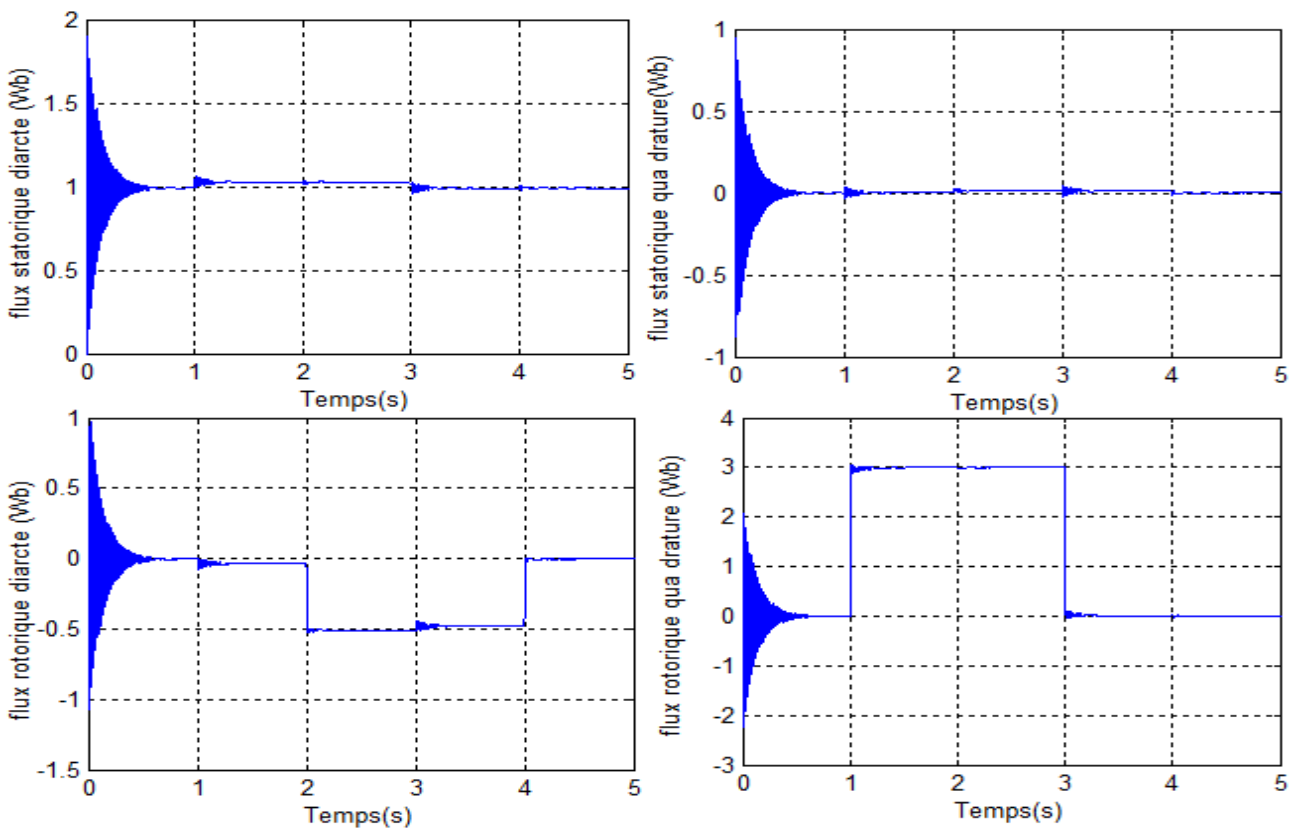 flux statorique diarcte (Wb)
2
1.5
1
0.5
0
0 1 2 3 4 5
Temps(s)
flux statorique qua drature(Wb)
1
0.5
0
-0.5
-1
0 1 2 3 4 5
Temps(s)
flux rotorique diarcte (Wb)
1
0.5
0
-0.5
-1
-1.5
0 1 2 3 4 5
Temps(s)
flux rotorique qua drature (Wb)
4
3
2
1
0
-1
-2
-3
0 1 2 3 4 5
Temps(s)